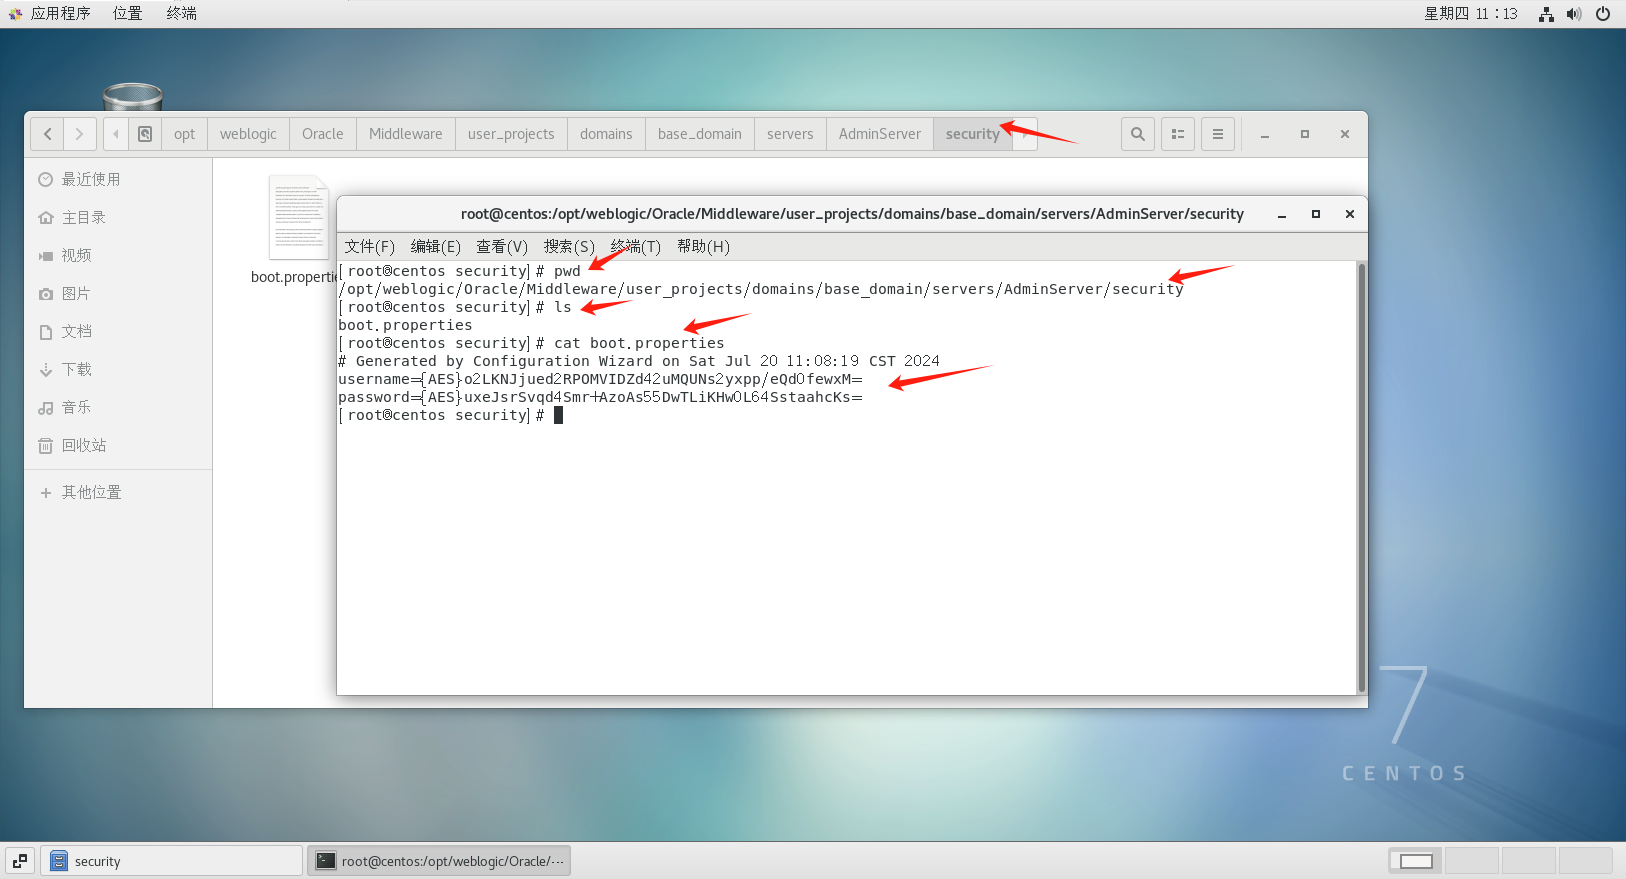 应用程序 位置 终端 星期四 11：13
opt weblogic Oracle Middleware user_projects domains base_domain servers AdminServer security
最近使用
主目录
视频
图片
文档
下载
音乐
回收站
其他位置
boot.propertie
root@centos:/opt/weblogic/Oracle/Middleware/user_projects/domains/base_domain/servers/AdminServer/security
文件(F) 编辑(E) 查看(V) 搜索(S) 终端(T) 帮助(H)
[root@centos security]# pwd
/opt/weblogic/Oracle/Middleware/user_projects/domains/base_domain/servers/AdminServer/security
[root@centos security]# ls
boot.properties
[root@centos security]# cat boot.properties
# Generated by Configuration Wizard on Sat Jul 20 11:08:19 CST 2024
username={AES}o2LKNJjued2RPOMVIDZd42uMQUNs2yxpp/eQd0fewxM=
password={AES}uxeJsrSvqd4Smr+AzoAs55DwTLiKHw0L64SstaahcKs=
[root@centos security]#
7
CENTOS
security root@centos:/opt/weblogic/Oracle/···